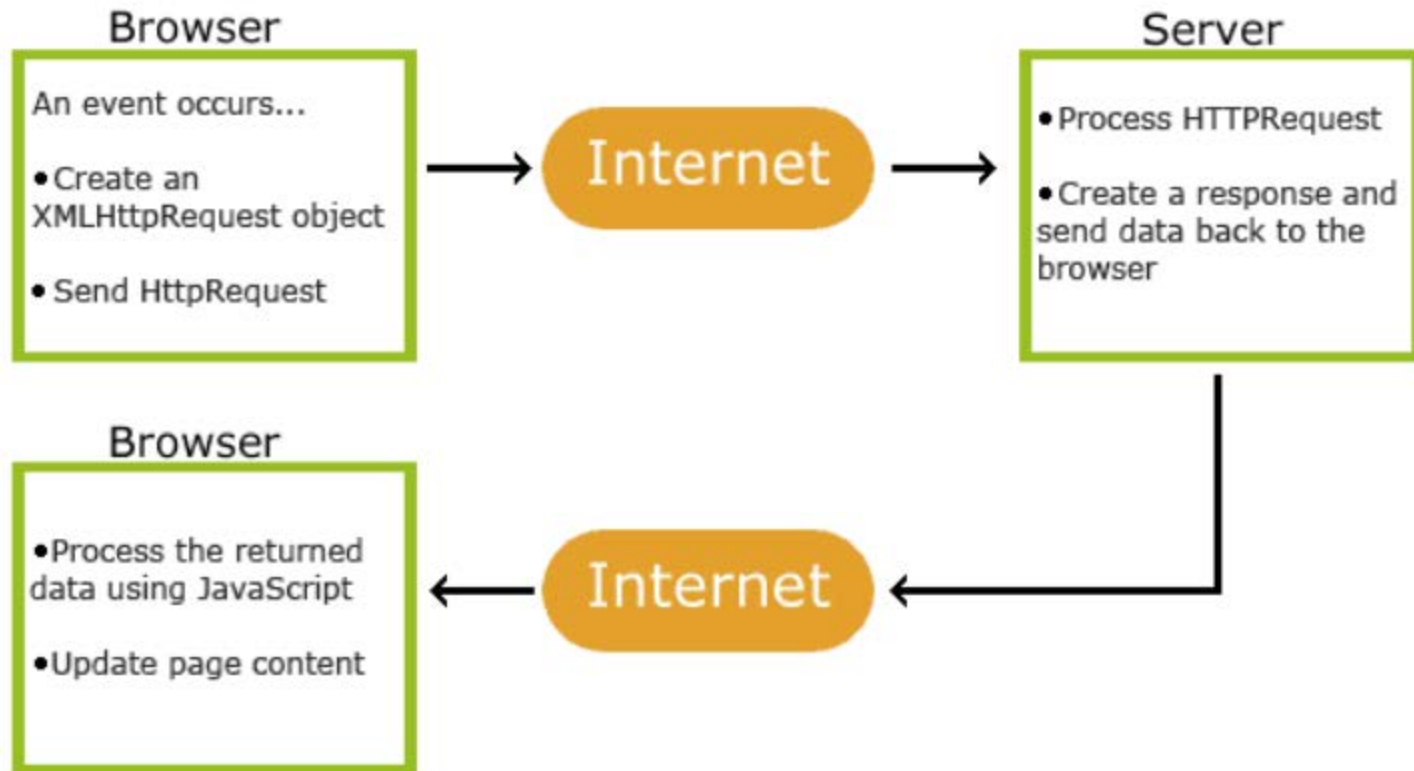 Browser
An event occurs...
•Create an
XMLHttpRequest object
• Send HttpRequest
Internet
Server
•Process HTTPRequest
•Create a response and
send data back to the
browser
Browser
•Process the returned
data using JavaScript
•Update page content
Internet